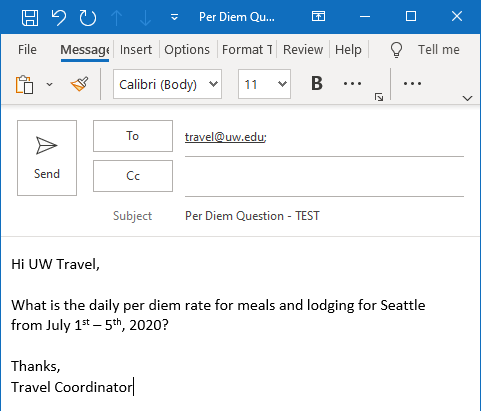 Per Diem Qu...
File Message Insert Options Format T Review Help Tell me
Calibri (Body) 11 B ... ...
To travel@uw.edu;
Send
Cc
Subject Per Diem Question - TEST
Hi UW Travel,
What is the daily per diem rate for meals and lodging for Seattle
from July 1st – 5th, 2020?
Thanks,
Travel Coordinator